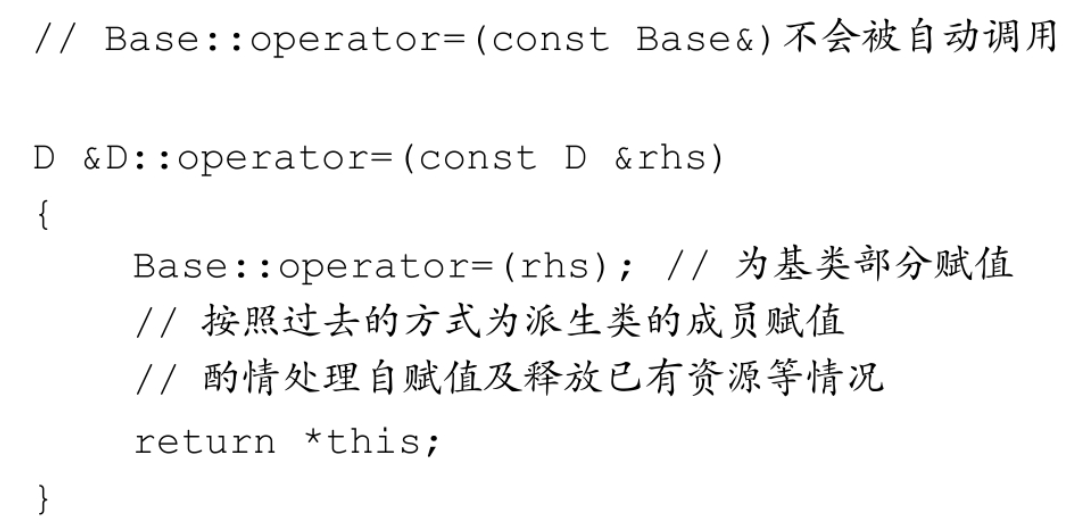 // Base::operator=(const Base&)不会被自动调用
D &D::operator=(const D &rhs)
{
Base::operator=(rhs); // 为基类部分赋值
// 按照过去的方式为派生类的成员赋值
// 酌情处理自赋值及释放已有资源等情况
return *this;
}